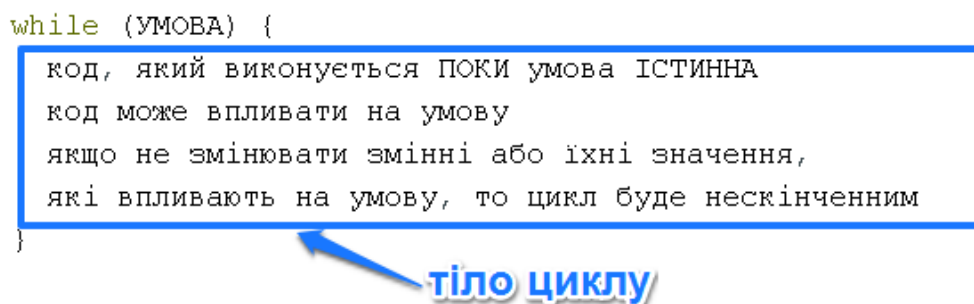 while (УМОВА) {
код, який виконується ПОКИ умова ІСТИННА
код може впливати на умову
якщо не змінювати змінні або їхні значення,
які впливають на умову, то цикл буде нескінченним
}
тіло циклу